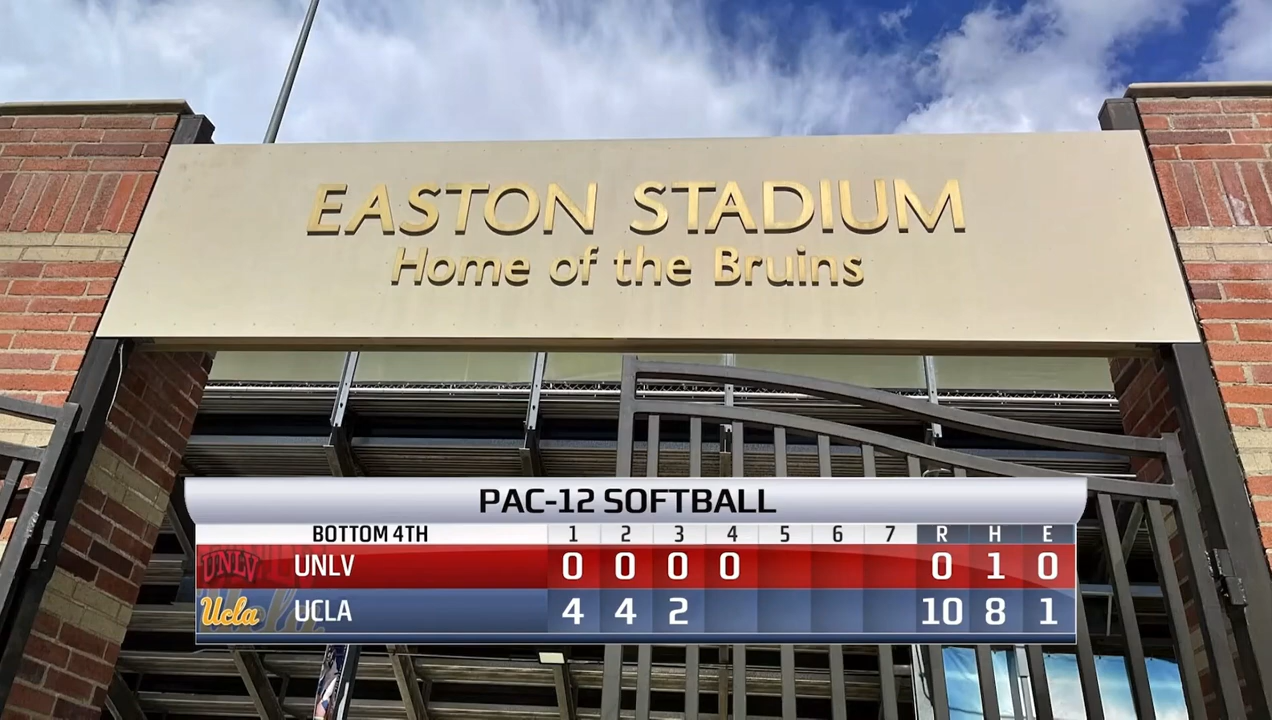 EASTON STADIUM
Home of the Bruins
PAC-12 SOFTBALL
BOTTOM 4TH 1 2 3 4 5 6 7 R H E
UNLV UNLV 0 0 0 0 0 1 0
Ucla UCLA 4 4 2 10 8 1